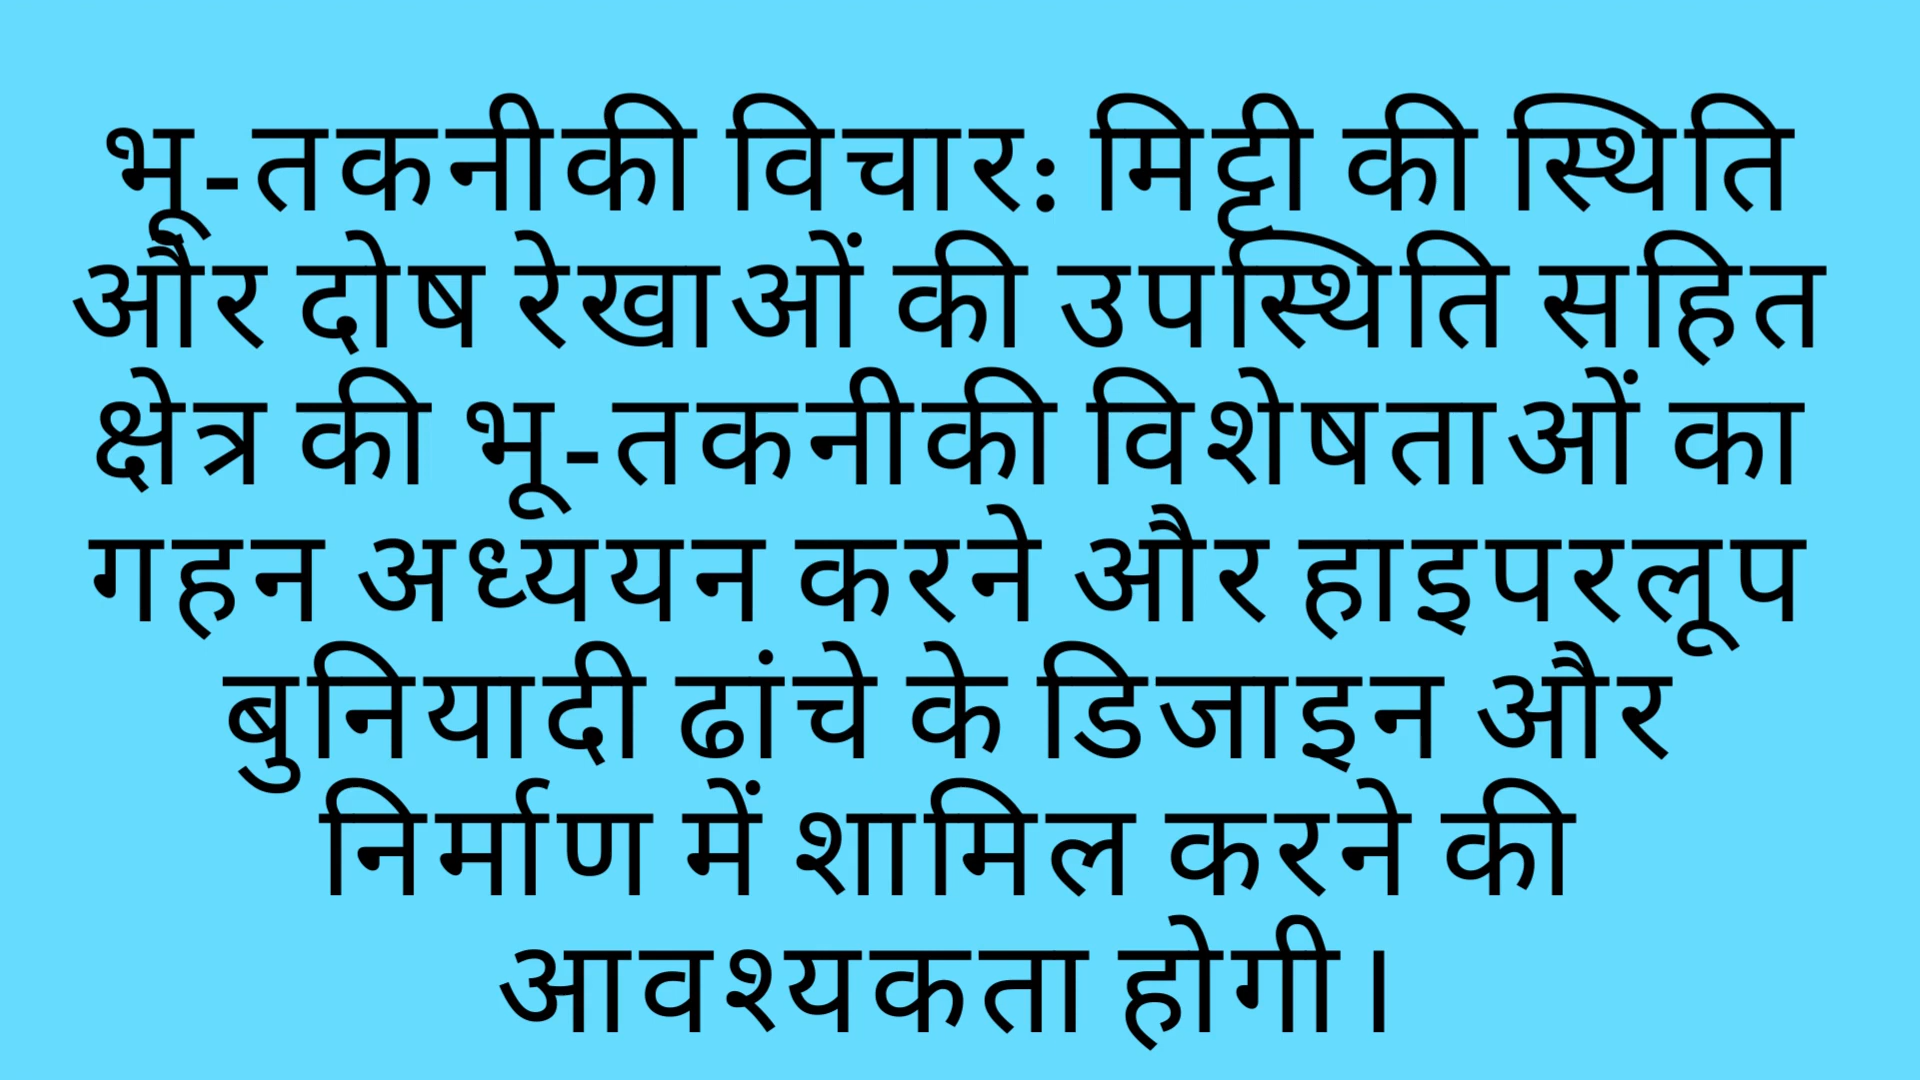 भू-तकनीकी विचार: मिट्टी की स्थिति
और दोष रेखाओं की उपस्थिति सहित
क्षेत्र की भू-तकनीकी विशेषताओं का
गहन अध्ययन करने और हाइपरलूप
बुनियादी ढांचे के डिजाइन और
निर्माण में शामिल करने की
आवश्यकता होगी।